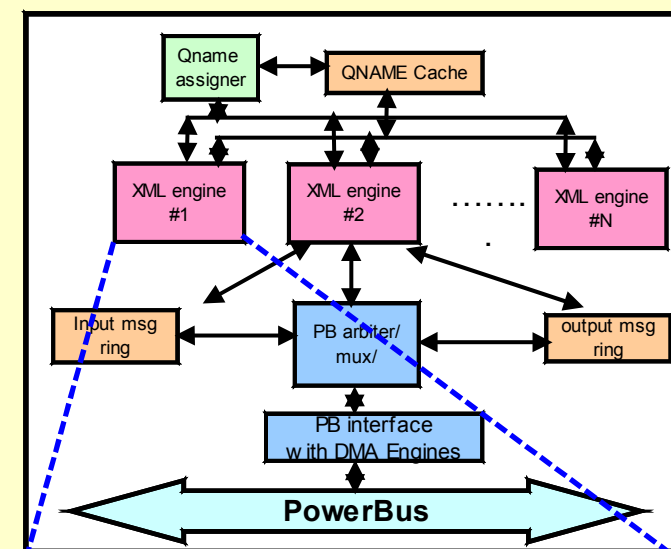 Qname
assigner
QNAME Cache
XML engine
#1
XML engine
#2
.......
.
XML engine
#N
Input msg
ring
PB arbiter/
mux/
output msg
ring
PB interface
with DMA Engines
PowerBus